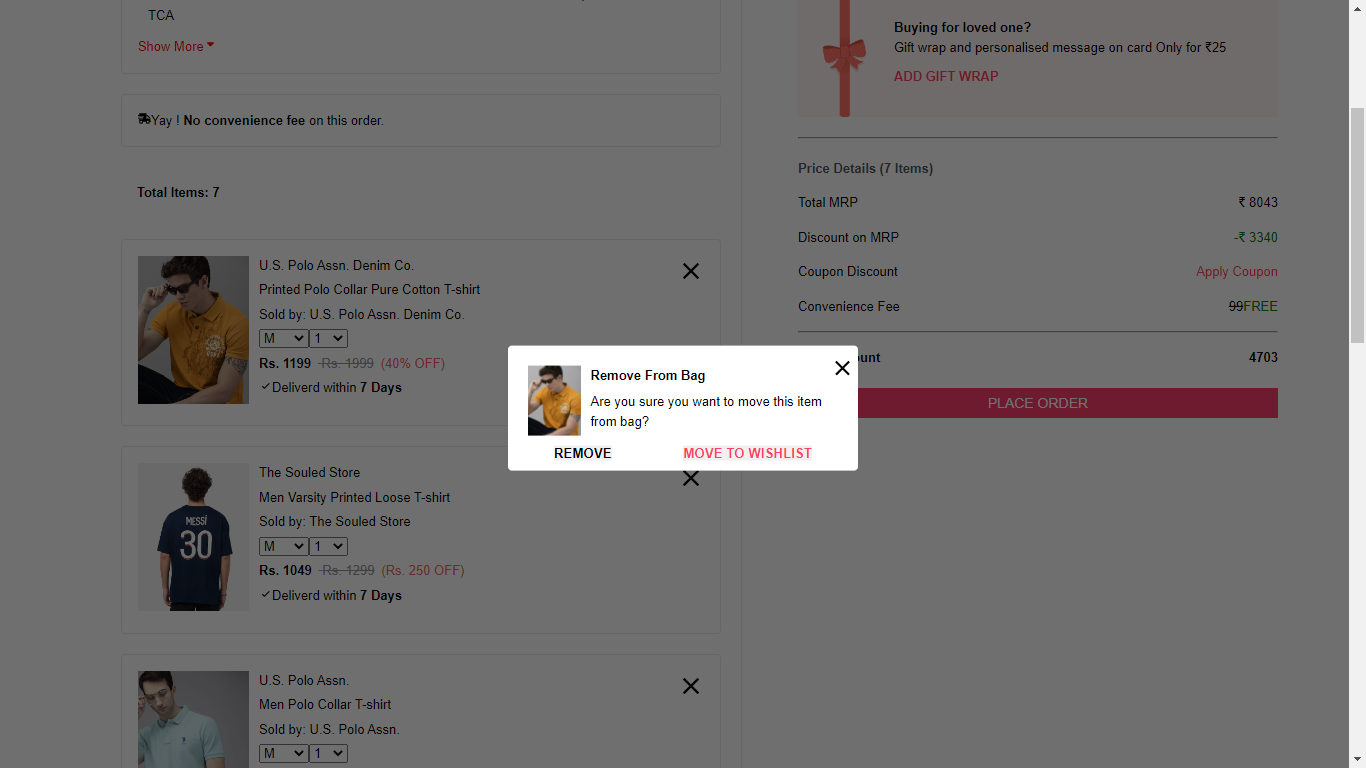 TCA
Show More
Yay ! No convenience fee on this order.
Total Items: 7
U.S. Polo Assn. Denim Co.
Printed Polo Collar Pure Cotton T-shirt
Sold by: U.S. Polo Assn. Denim Co.
M 1
Rs. 1199 Rs. 1999 (40% OFF)
Deliverd within 7 Days
The Souled Store
Men Varsity Printed Loose T-shirt
Sold by: The Souled Store
M 1
Rs. 1049 Rs. 1299 (Rs. 250 OFF)
Deliverd within 7 Days
MESSI
30
U.S. Polo Assn.
Men Polo Collar T-shirt
Sold by: U.S. Polo Assn.
M 1
Remove From Bag
Are you sure you want to move this item
from bag?
REMOVE MOVE TO WISHLIST
Buying for loved one?
Gift wrap and personalised message on card Only for ₹25
ADD GIFT WRAP
Price Details (7 Items)
Total MRP ₹ 8043
Discount on MRP -₹ 3340
Coupon Discount Apply Coupon
Convenience Fee 99FREE
4703
PLACE ORDER